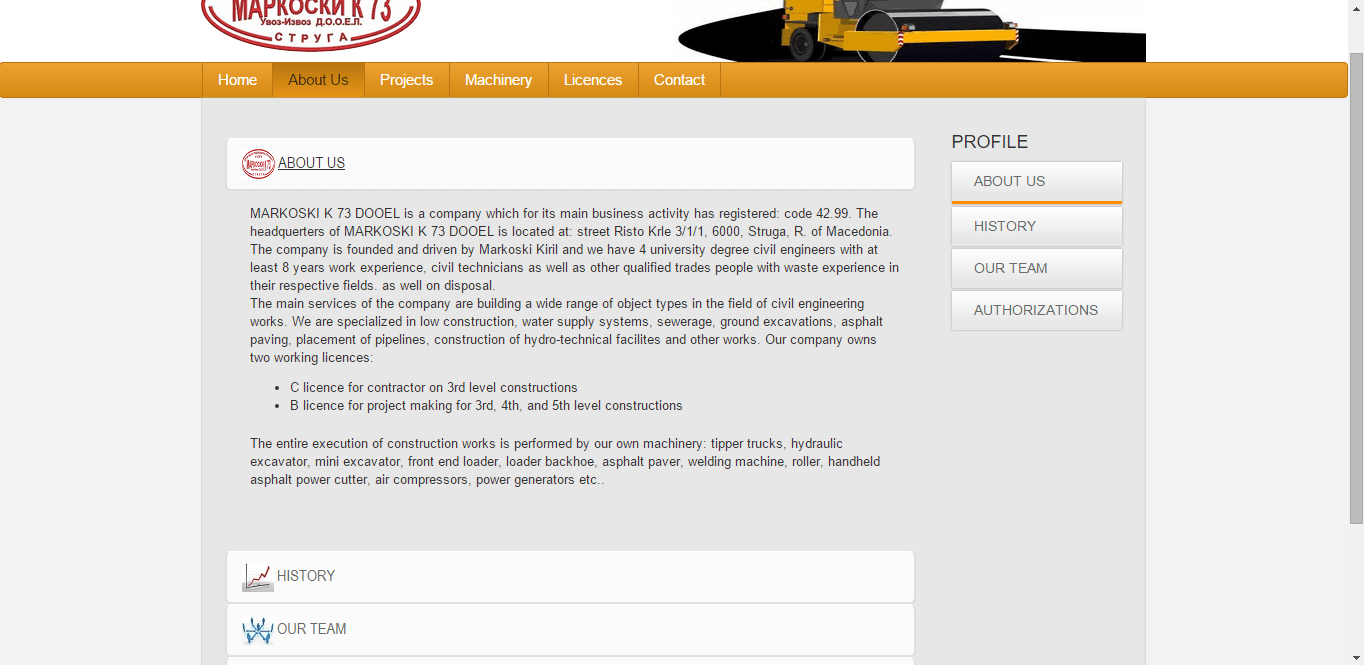 МАРКОСКИ К 73
Увоз-Извоз Д.О.О.Е.Л.
СТРУГА
Home
About Us
Projects
Machinery
Licences
Contact
ABOUT US
MARKOSKI K 73 DOOEL is a company which for its main business activity has registered: code 42.99. The
headquerters of MARKOSKI K 73 DOOEL is located at: street Risto Krle 3/1/1, 6000, Struga, R. of Macedonia.
The company is founded and driven by Markoski Kiril and we have 4 university degree civil engineers with at
least 8 years work experience, civil technicians as well as other qualified trades people with waste experience in
their respective fields. as well on disposal.
The main services of the company are building a wide range of object types in the field of civil engineering
works. We are specialized in low construction, water supply systems, sewerage, ground excavations, asphalt
paving, placement of pipelines, construction of hydro-technical facilites and other works. Our company owns
two working licences:
• C licence for contractor on 3rd level constructions
• B licence for project making for 3rd, 4th, and 5th level constructions
The entire execution of construction works is performed by our own machinery: tipper trucks, hydraulic
excavator, mini excavator, front end loader, loader backhoe, asphalt paver, welding machine, roller, handheld
asphalt power cutter, air compressors, power generators etc..
HISTORY
OUR TEAM
PROFILE
ABOUT US
HISTORY
OUR TEAM
AUTHORIZATIONS